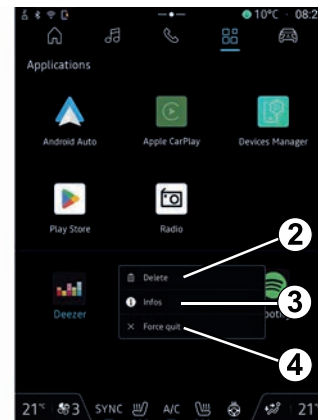 10°C 08:2
Applications
Android Auto
Apple CarPlay
Devices Manager
Play Store
Radio
2
Delete
3
Infos
Deezer
Force quit
4
21°C 3 SYNC A/C 21°